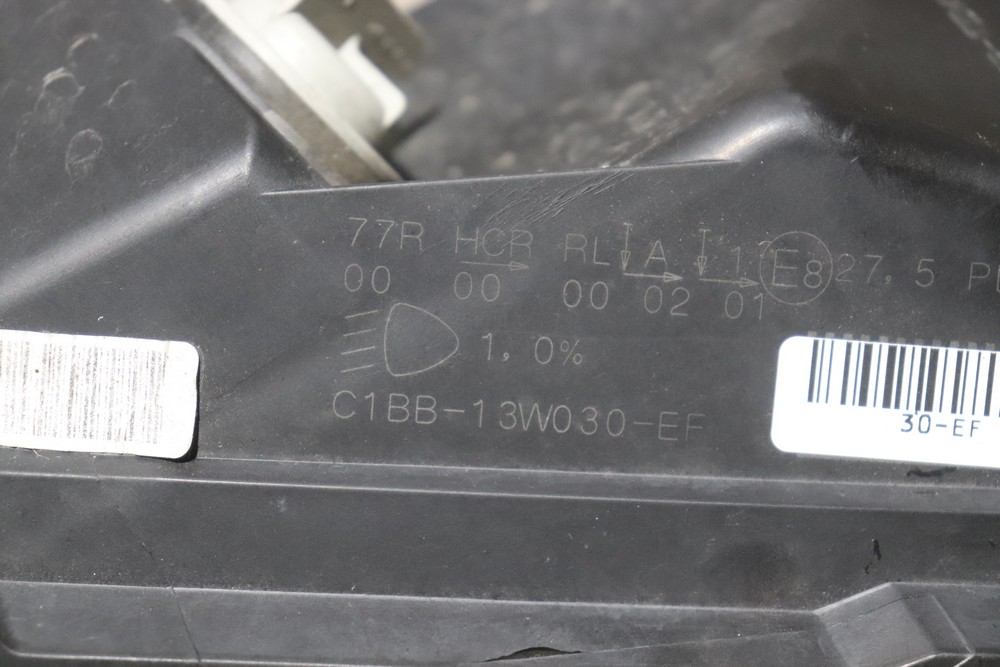 77R HCR RL A 1 E8 27, 5
00 00 00 02 01
1, 0%
C1BB-13W030-EF
30-EF